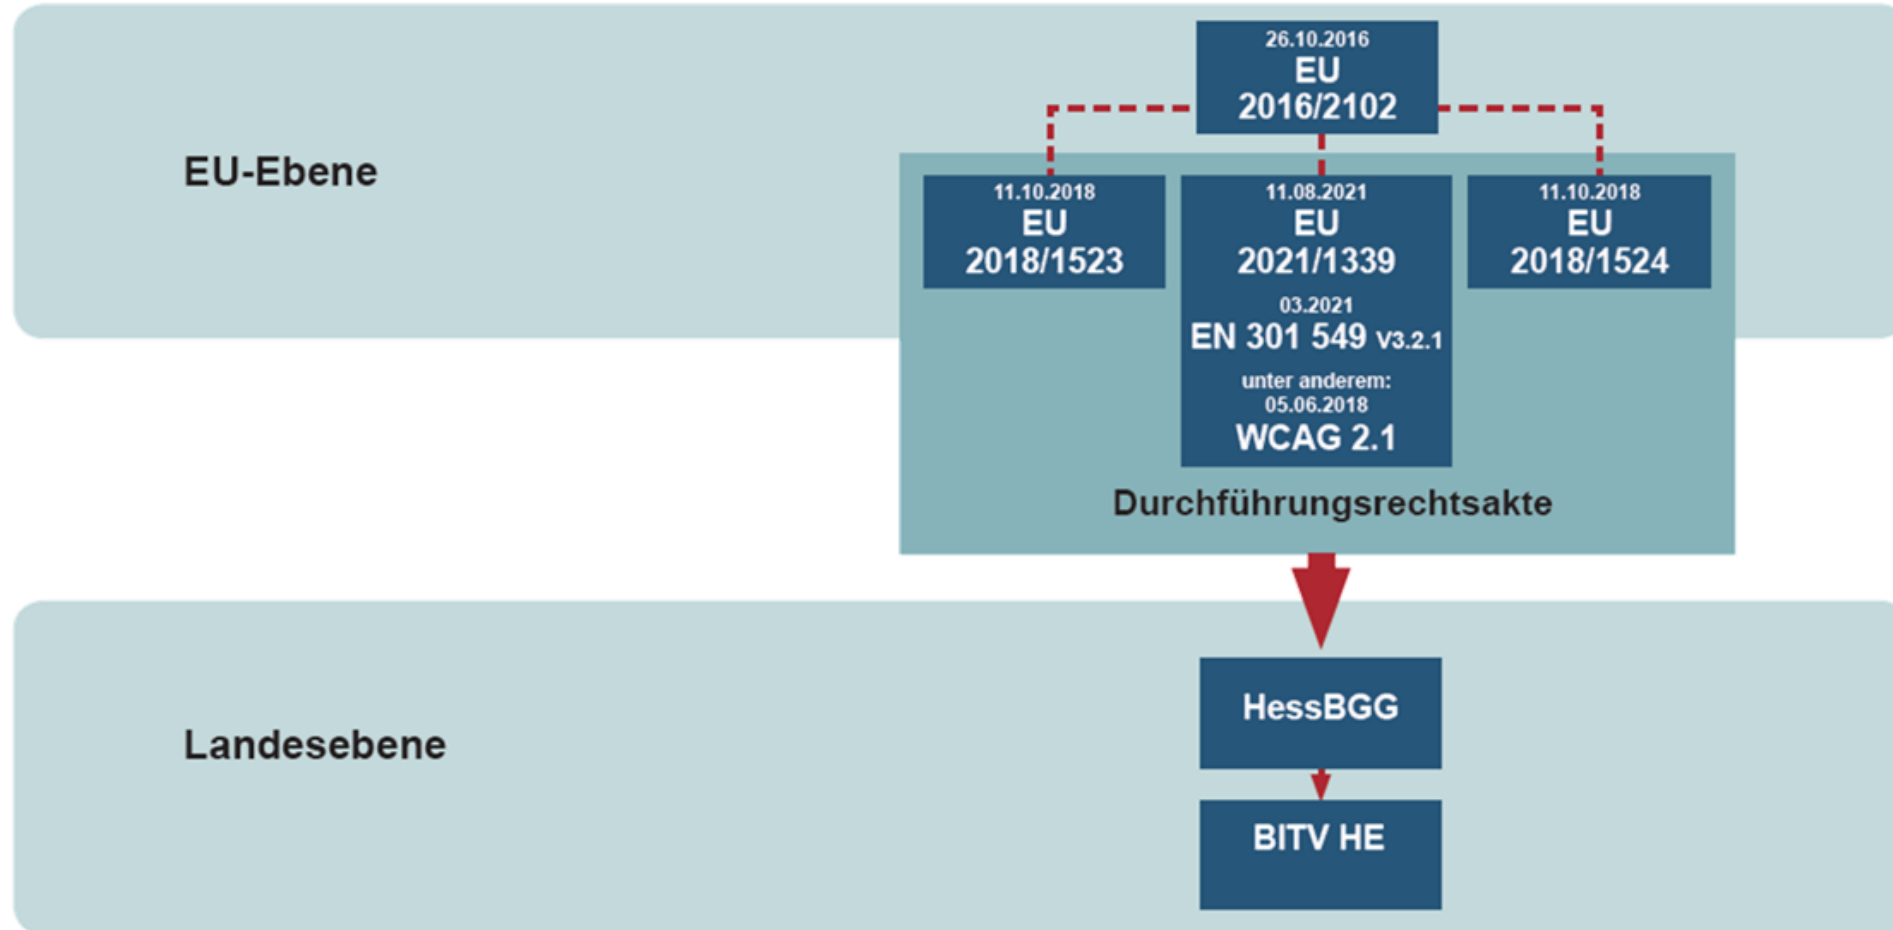 26.10.2016
EU
2016/2102
EU-Ebene
11.10.2018
EU
2018/1523
11.08.2021
EU
2021/1339
03.2021
EN 301 549 V3.2.1
unter anderem:
05.06.2018
WCAG 2.1
11.10.2018
EU
2018/1524
Durchführungsrechtsakte
Landesebene
HessBGG
BITV HE